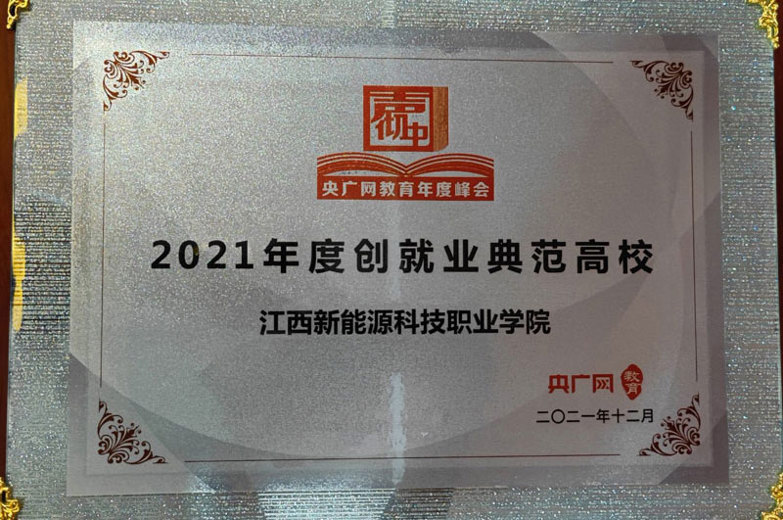 央广网教育年度峰会
2021年度创就业典范高校
江西新能源科技职业学院
央广网 教育
二〇二一年十二月